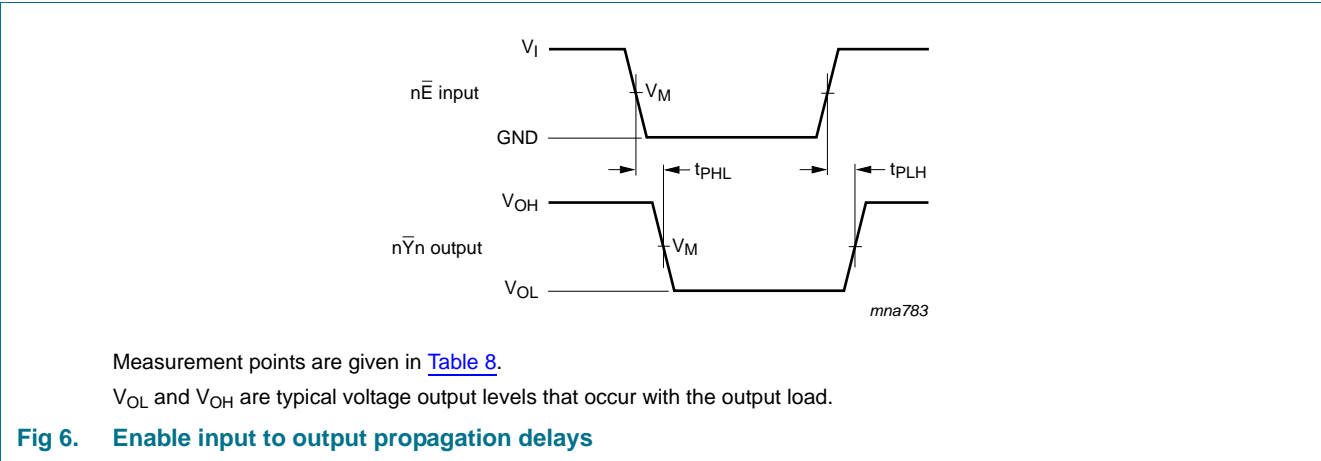 VI
nE̅ input
VM
GND
tPHL
tPLH
VOH
nY̅n output
VM
VOL
mna783
Measurement points are given in Table 8.
VOL and VOH are typical voltage output levels that occur with the output load.
Fig 6. Enable input to output propagation delays